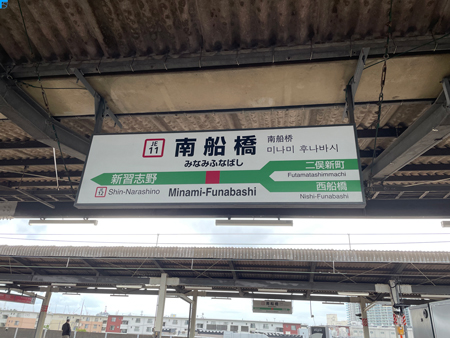 JE
11
南船橋
みなみふなばし
南船桥
미나미 후나바시
新習志野
Shin-Narashino
Minami-Funabashi
二俣新町
Futamatashimmachi
西船橋
Nishi-Funabashi